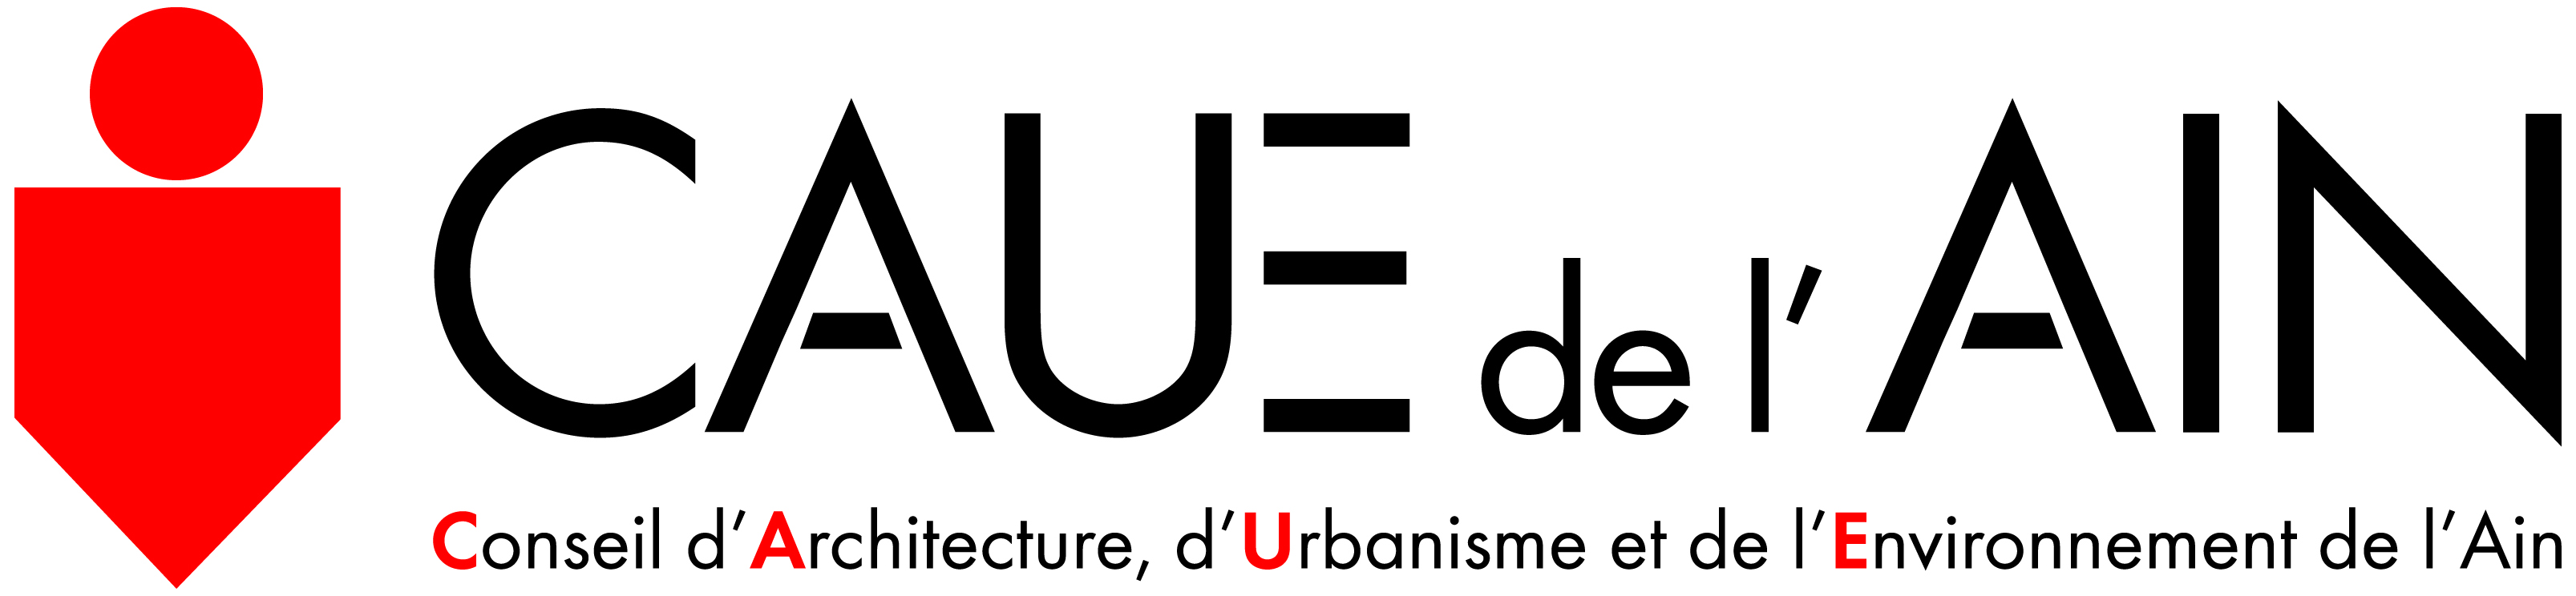 CAUE de l'AIN
Conseil d'Architecture, d'Urbanisme et de l'Environnement de l'Ain